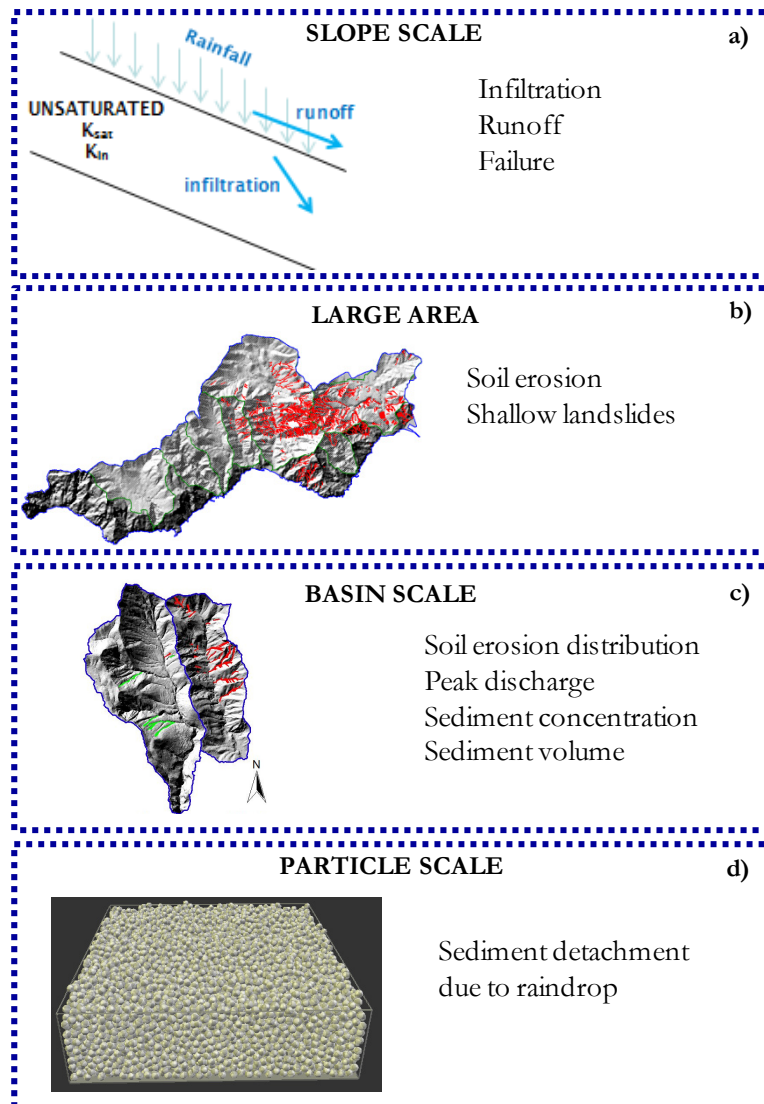 SLOPE SCALE
a)
Rainfall
runoff
UNSATURATED
Ksat
Kin
infiltration
Infiltration
Runoff
Failure
LARGE AREA
b)
Soil erosion
Shallow landslides
BASIN SCALE
c)
Soil erosion distribution
Peak discharge
Sediment concentration
Sediment volume
N
PARTICLE SCALE
d)
Sediment detachment
due to raindrop